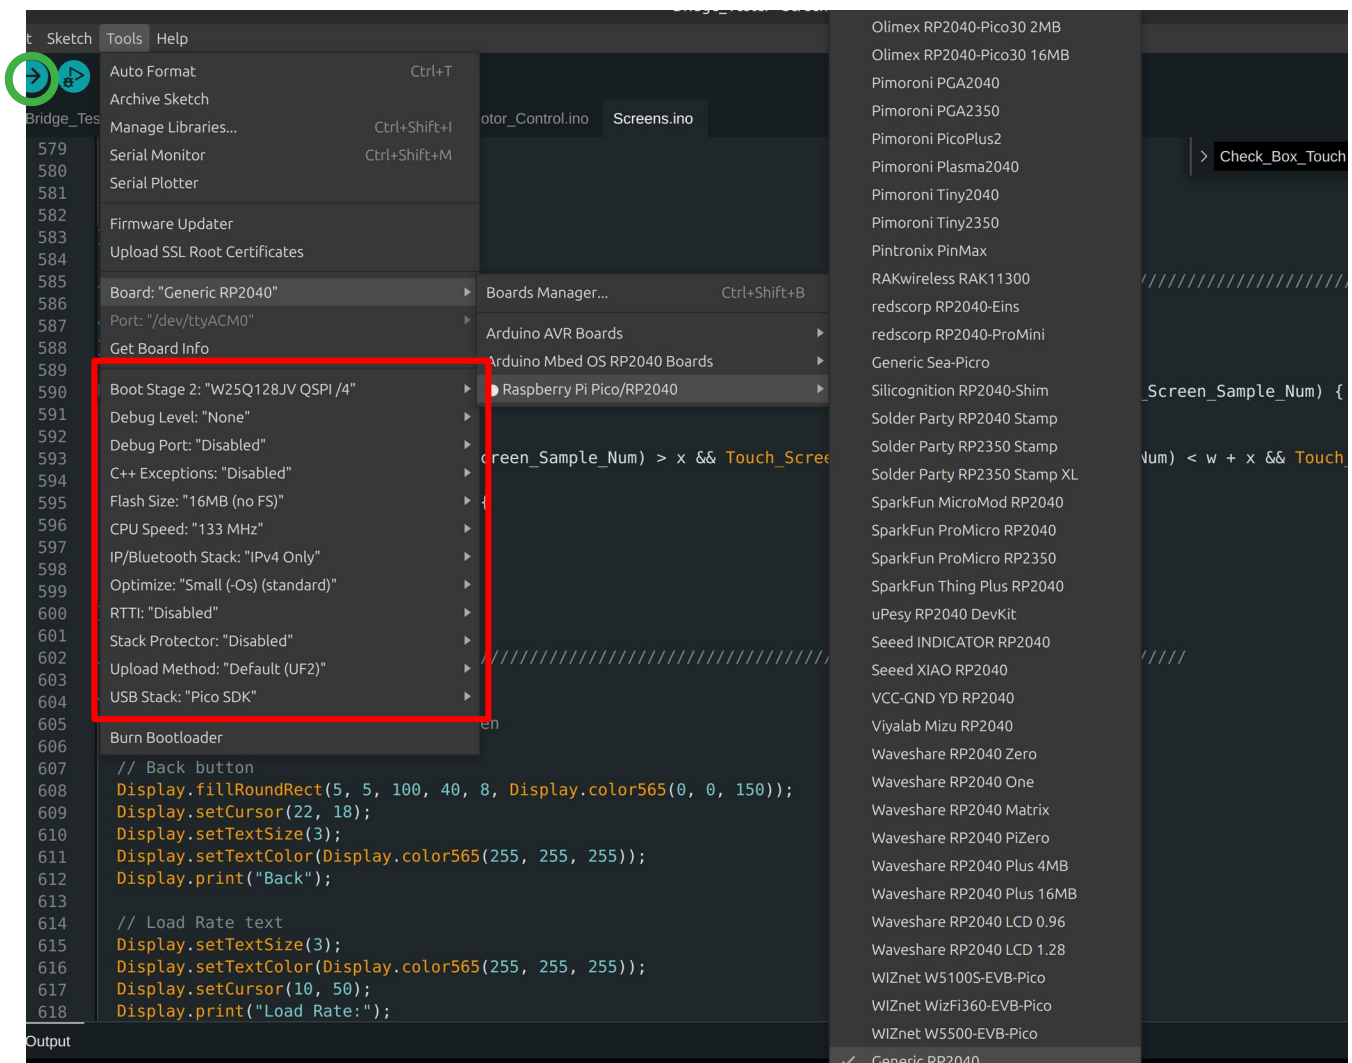 t Sketch Tools Help
Bridge_Tes
otor_Control.ino
Screens.ino
Auto Format Ctrl+T
Archive Sketch
Manage Libraries... Ctrl+Shift+I
Serial Monitor Ctrl+Shift+M
Serial Plotter
Firmware Updater
Upload SSL Root Certificates
Board: "Generic RP2040"
Port: "/dev/ttyACM0"
Get Board Info
Boot Stage 2: "W25Q128JV QSPI /4"
Debug Level: "None"
Debug Port: "Disabled"
C++ Exceptions: "Disabled"
Flash Size: "16MB (no FS)"
CPU Speed: "133 MHz"
IP/Bluetooth Stack: "IPv4 Only"
Optimize: "Small (-Os) (standard)"
RTTI: "Disabled"
Stack Protector: "Disabled"
Upload Method: "Default (UF2)"
USB Stack: "Pico SDK"
Burn Bootloader
Boards Manager... Ctrl+Shift+B
Arduino AVR Boards
Arduino Mbed OS RP2040 Boards
Raspberry Pi Pico/RP2040
Olimex RP2040-Pico30 2MB
Olimex RP2040-Pico30 16MB
Pimoroni PGA2040
Pimoroni PGA2350
Pimoroni PicoPlus2
Pimoroni Plasma2040
Pimoroni Tiny2040
Pimoroni Tiny2350
Pintronix PinMax
RAKwireless RAK11300
redscorp RP2040-Eins
redscorp RP2040-ProMini
Generic Sea-Picro
Silicognition RP2040-Shim
Solder Party RP2040 Stamp
Solder Party RP2350 Stamp
Solder Party RP2350 Stamp XL
SparkFun MicroMod RP2040
SparkFun ProMicro RP2040
SparkFun ProMicro RP2350
SparkFun Thing Plus RP2040
uPesy RP2040 DevKit
Seeed INDICATOR RP2040
Seeed XIAO RP2040
VCC-GND YD RP2040
Viyalab Mizu RP2040
Waveshare RP2040 Zero
Waveshare RP2040 One
Waveshare RP2040 Matrix
Waveshare RP2040 PiZero
Waveshare RP2040 Plus 4MB
Waveshare RP2040 Plus 16MB
Waveshare RP2040 LCD 0.96
Waveshare RP2040 LCD 1.28
WIZnet W5100S-EVB-Pico
WIZnet WizFi360-EVB-Pico
WIZnet W5500-EVB-Pico
Generic RP2040
> Check_Box_Touch
579
580
581
582
583
584
585 //////////////////////
586
587
588
589
590 _Screen_Sample_Num) {
591
592
593 creen_Sample_Num) > x && Touch_Scree Num) < w + x && Touch_
594
595 {
596
597
598
599
600
601
602 ///////////////////////////////////// /////
603
604
605 en
606
607 // Back button
608 Display.fillRoundRect(5, 5, 100, 40, 8, Display.color565(0, 0, 150));
609 Display.setCursor(22, 18);
610 Display.setTextSize(3);
611 Display.setTextColor(Display.color565(255, 255, 255));
612 Display.print("Back");
613
614 // Load Rate text
615 Display.setTextSize(3);
616 Display.setTextColor(Display.color565(255, 255, 255));
617 Display.setCursor(10, 50);
618 Display.print("Load Rate:");
Output